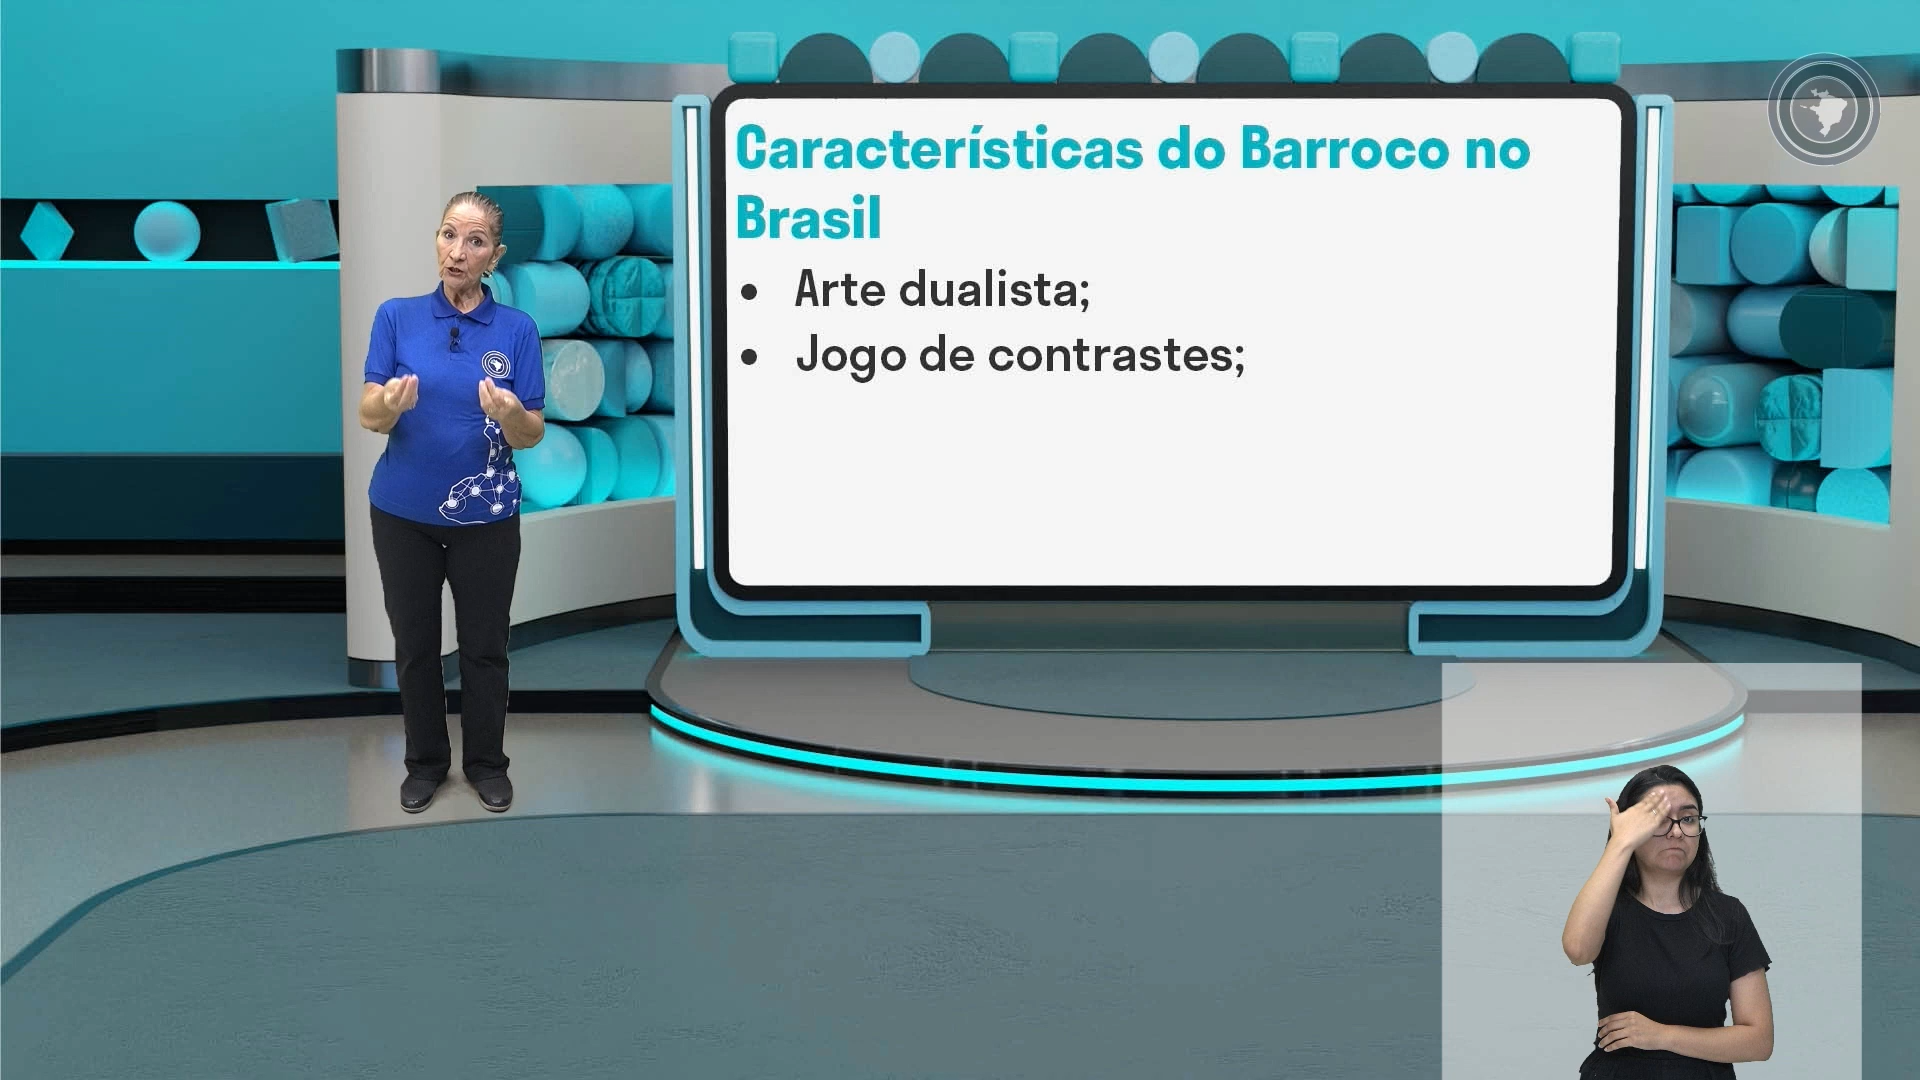 Características do Barroco no
Brasil
• Arte dualista;
• Jogo de contrastes;